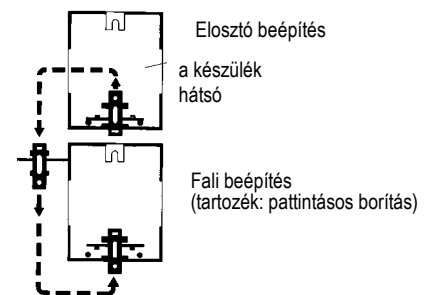 Elosztó beépítés
a készülék
hátsó
Fali beépítés
(tartozék: pattintásos borítás)